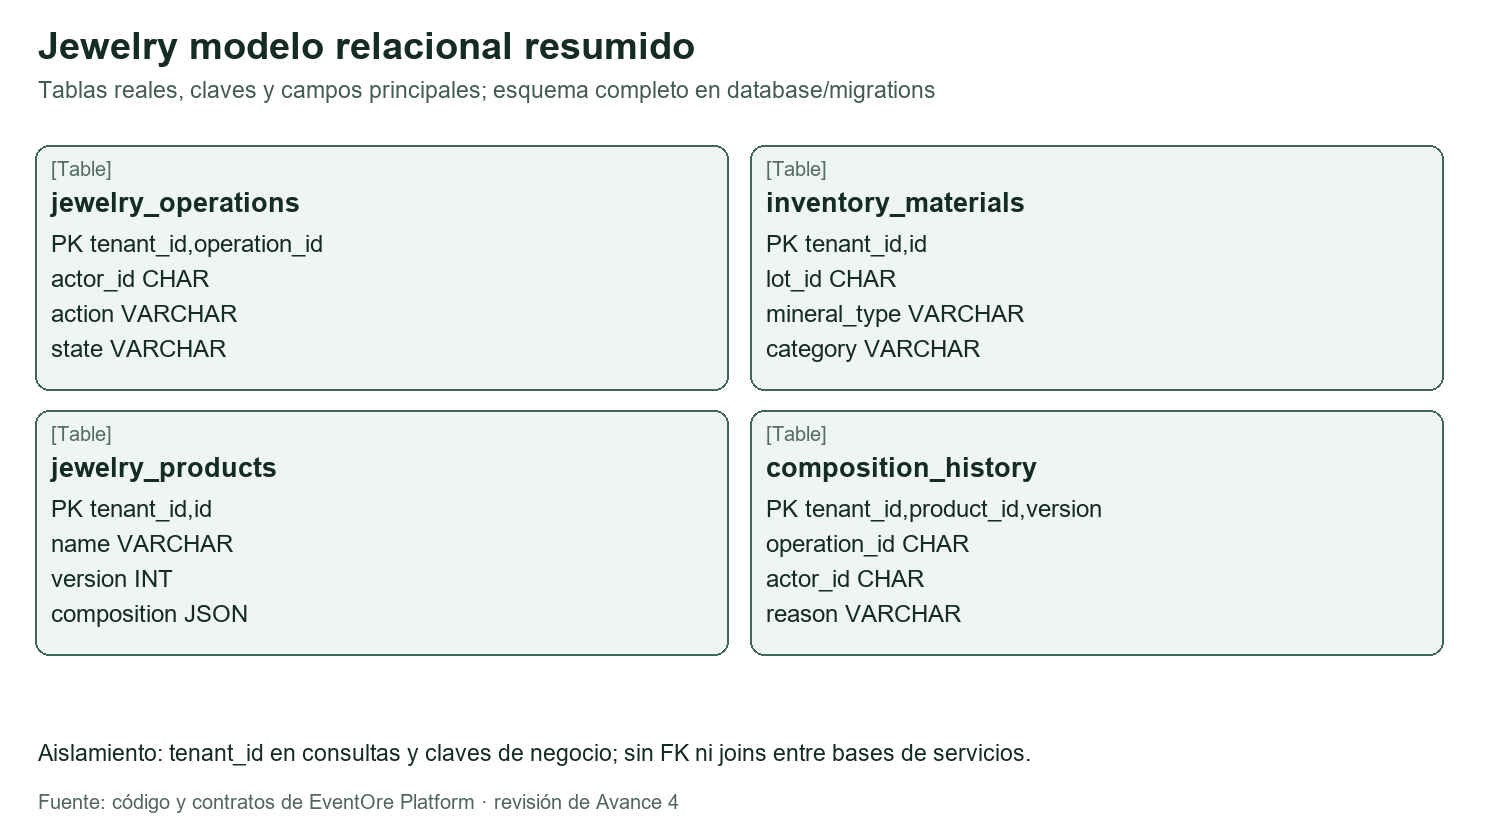 Jewelry modelo relacional resumido
Tablas reales, claves y campos principales; esquema completo en database/migrations
[Table]
jewelry_operations
PK tenant_id,operation_id
actor_id CHAR
action VARCHAR
state VARCHAR
[Table]
inventory_materials
PK tenant_id,id
lot_id CHAR
mineral_type VARCHAR
category VARCHAR
[Table]
jewelry_products
PK tenant_id,id
name VARCHAR
version INT
composition JSON
[Table]
composition_history
PK tenant_id,product_id,version
operation_id CHAR
actor_id CHAR
reason VARCHAR
Aislamiento: tenant_id en consultas y claves de negocio; sin FK ni joins entre bases de servicios.
Fuente: código y contratos de EventOre Platform · revisión de Avance 4